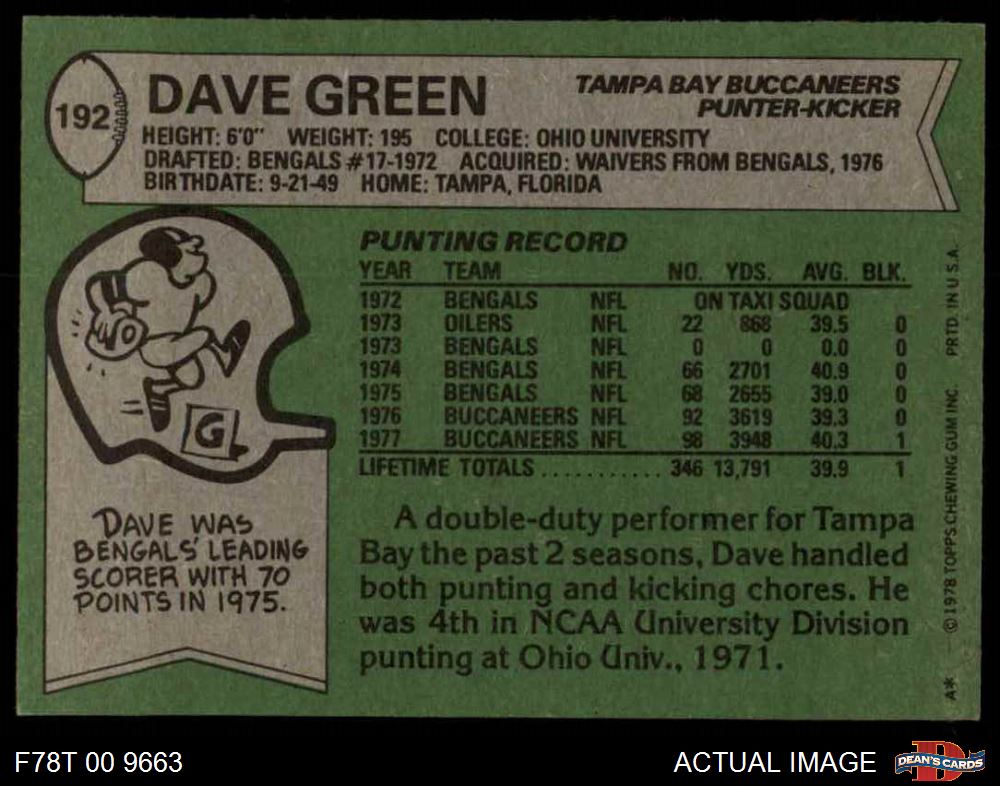 192
DAVE GREEN
TAMPA BAY BUCCANEERS
PUNTER-KICKER
HEIGHT: 6'0" WEIGHT: 195 COLLEGE: OHIO UNIVERSITY
DRAFTED: BENGALS #17-1972 ACQUIRED: WAIVERS FROM BENGALS, 1976
BIRTHDATE: 9-21-49 HOME: TAMPA, FLORIDA
PUNTING RECORD
YEAR TEAM NO. YDS. AVG. BLK.
1972 BENGALS NFL ON TAXI SQUAD
1973 OILERS NFL 22 868 39.5 0
1973 BENGALS NFL 0 0 0.0 0
1974 BENGALS NFL 66 2701 40.9 0
1975 BENGALS NFL 68 2655 39.0 0
1976 BUCCANEERS NFL 92 3619 39.3 0
1977 BUCCANEERS NFL 98 3948 40.3 1
LIFETIME TOTALS ........... 346 13,791 39.9 1
G
DAVE WAS
BENGALS' LEADING
SCORER WITH 70
POINTS IN 1975.
A double-duty performer for Tampa
Bay the past 2 seasons, Dave handled
both punting and kicking chores. He
was 4th in NCAA University Division
punting at Ohio Univ., 1971.
A* © 1978 TOPPS CHEWING GUM INC. PRTD. IN U.S.A.
F78T 00 9663
ACTUAL IMAGE
D
DEAN'S CARDS